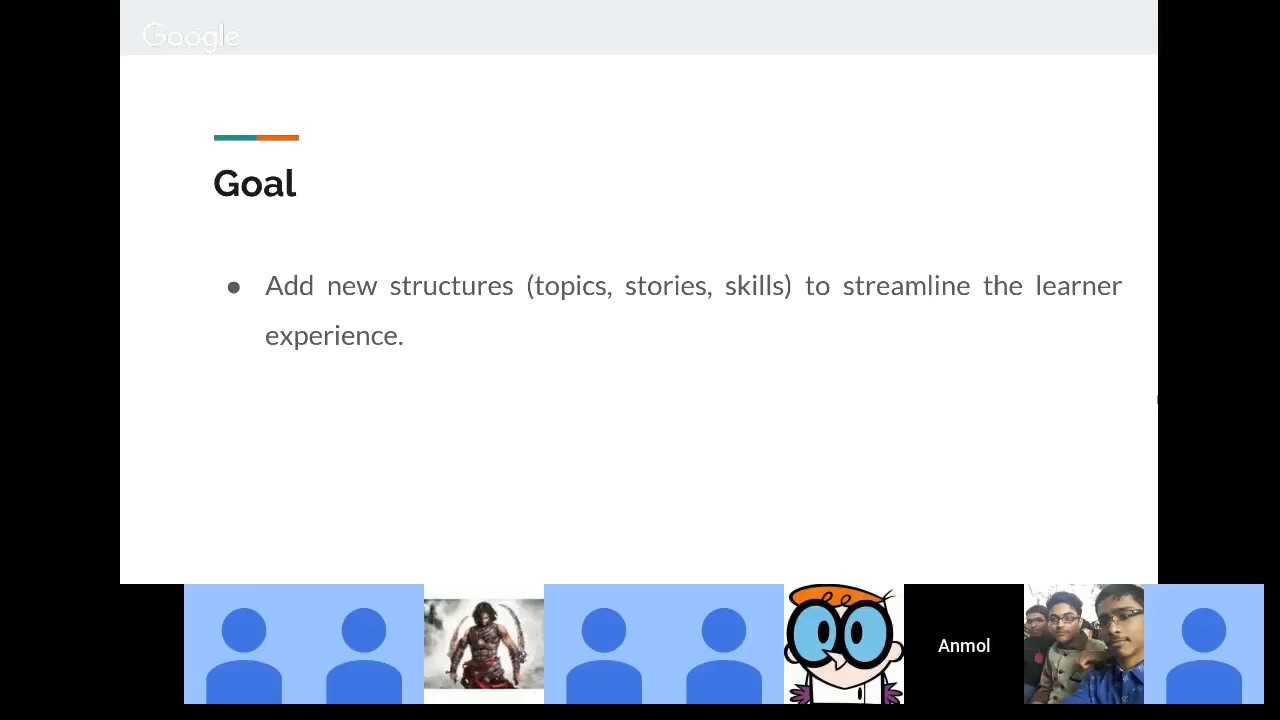 Google
Goal
● Add new structures (topics, stories, skills) to streamline the learner
experience.
Anmol